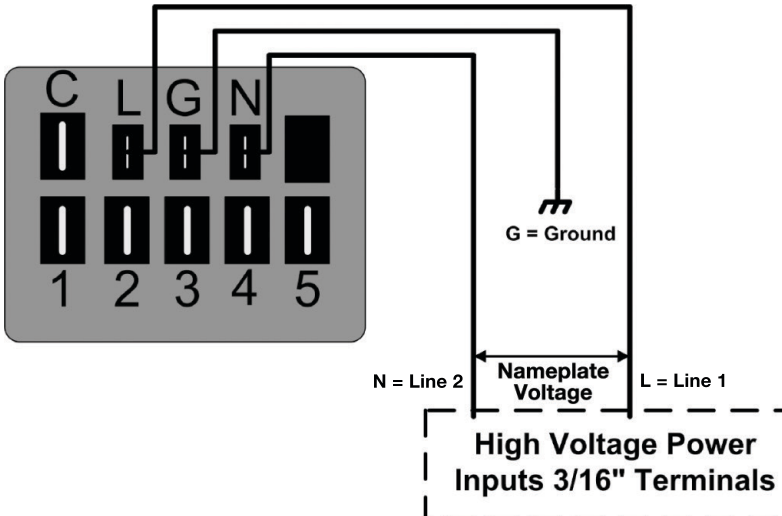 C L G N
1 2 3 4 5
G = Ground
Nameplate
Voltage
N = Line 2
L = Line 1
High Voltage Power
Inputs 3/16" Terminals